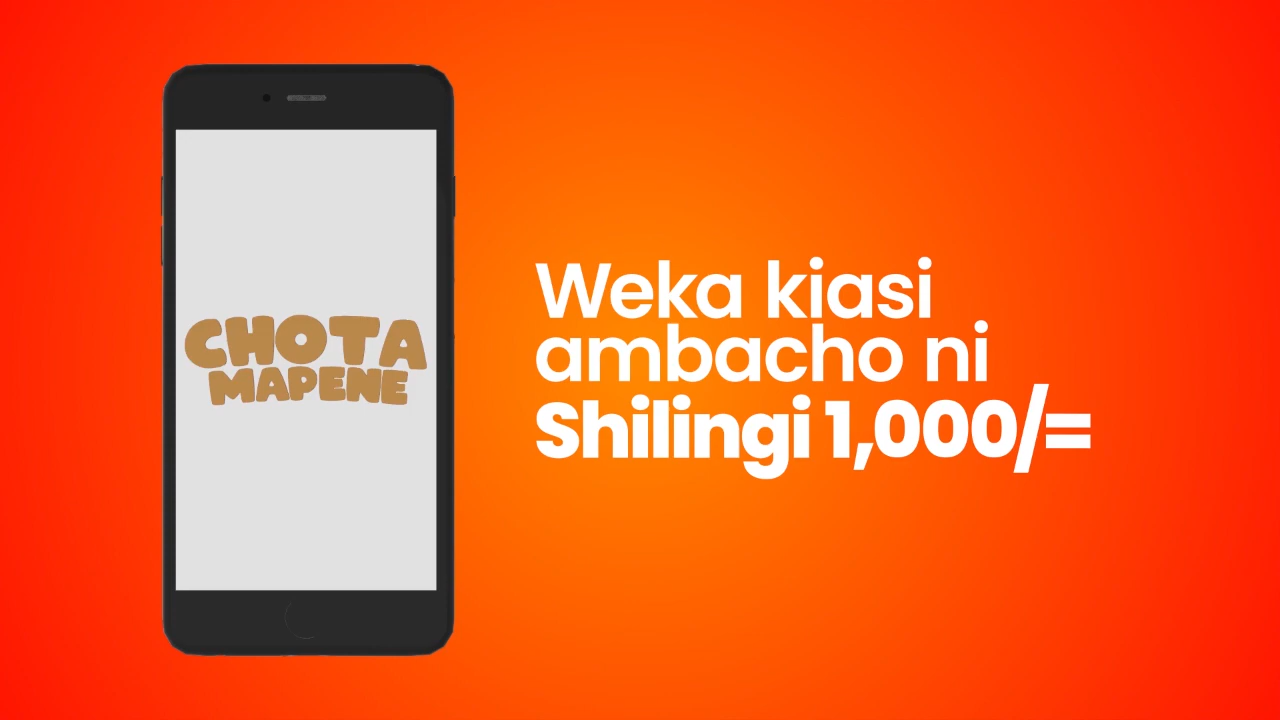 CHOTA
MAPENE
Weka kiasi
ambacho ni
Shilingi 1,000/=